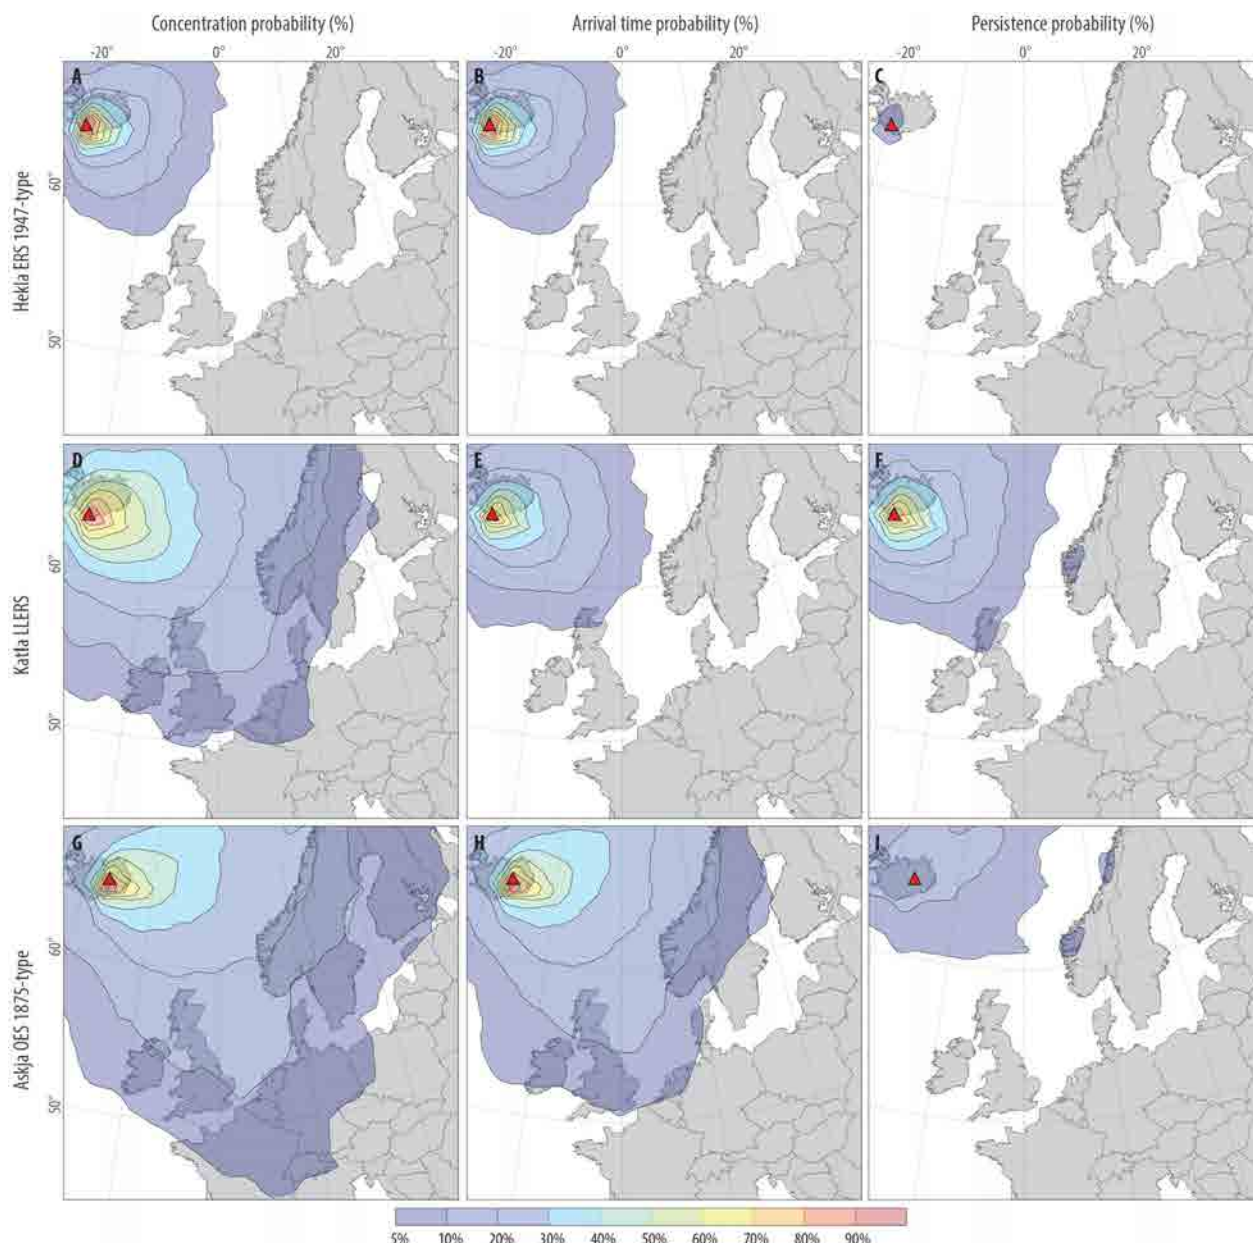 Concentration probability (%) Arrival time probability (%) Persistence probability (%)
-20° 0° 20° -20° 0° 20° -20° 0° 20°
Hekla ERS 1947-type
A B C
60°
50°
Katla LLERS
D E F
60°
50°
Askja OES 1875-type
G H I
60°
50°
5% 10% 20% 30% 40% 50% 60% 70% 80% 90%